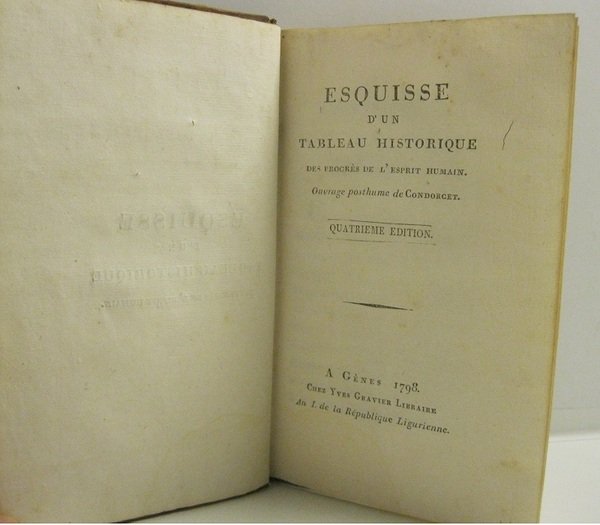 ESQUISSE
D'UN
TABLEAU HISTORIQUE
DES PROGRÈS DE L'ESPRIT HUMAIN.
Ouvrage posthume de CONDORCET.
QUATRIEME EDITION.
A GÈNES 1798.
CHEZ YVES GRAVIER LIBRAIRE
An I. de la République Ligurienne.